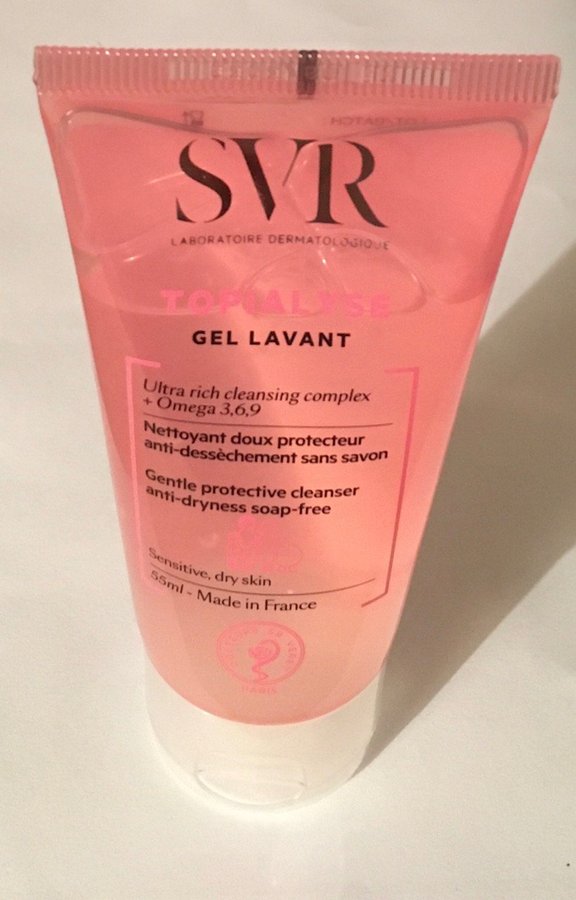 SVR
LABORATOIRE DERMATOLOGIQUE
TOPIALYSE
GEL LAVANT
Ultra rich cleansing complex
+ Omega 3,6,9
Nettoyant doux protecteur
anti-dessèchement sans savon
Gentle protective cleanser
anti-dryness soap-free
Sensitive, dry skin
55ml - Made in France
PARIS